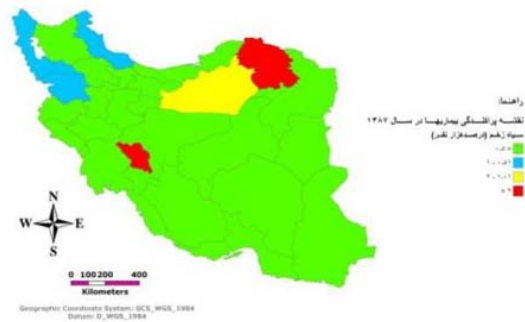 راهنما:
نقشه پراکندگی بیماریها در سال ۱۳۸۷
سیاه زخم (درصدهزار نفر)
N
W E
S
0 100 200 400
Kilometers
Geographic Coordinate System: GCS_WGS_1984
Datum: D_WGS_1984